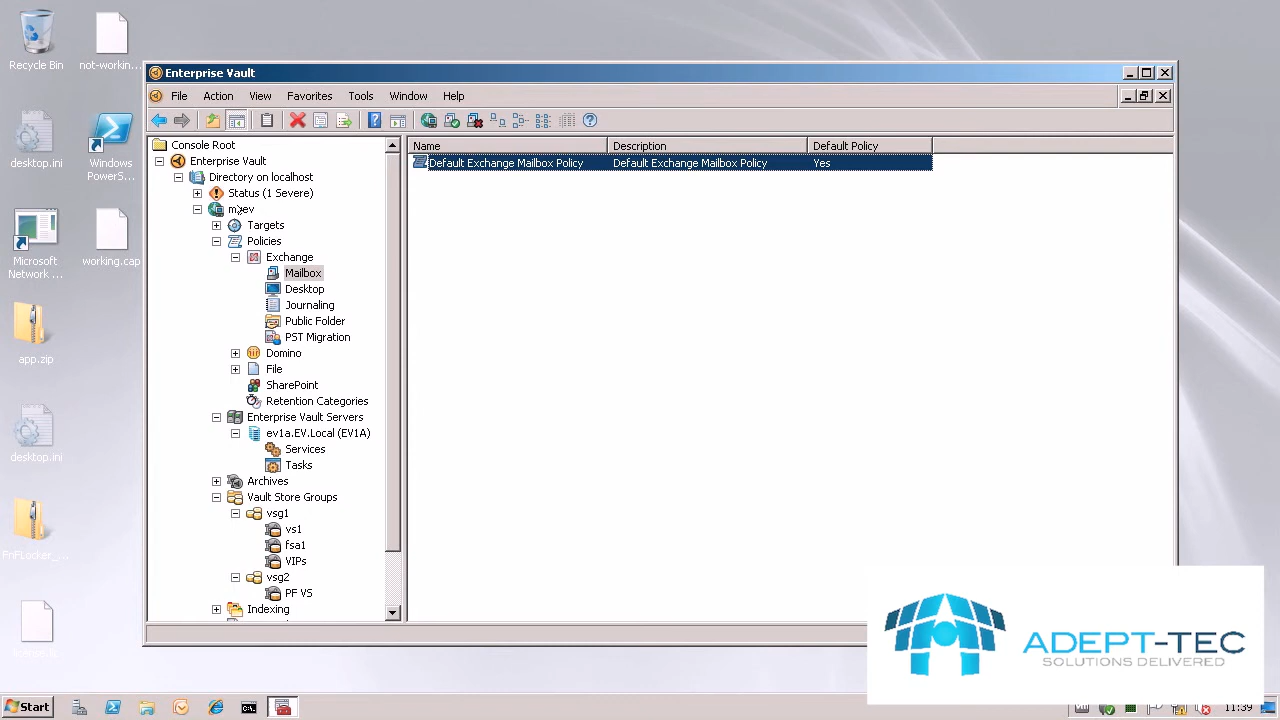 Recycle Bin
not-workin...
desktop.ini
Windows
PowerS...
Microsoft
Network ...
working.cap
app.zip
desktop.ini
Enterprise Vault
File Action View Favorites Tools Window Help
Console Root
Enterprise Vault
Directory on localhost
Status (1 Severe)
Targets
Policies
Exchange
Mailbox
Desktop
Journaling
Public Folder
PST Migration
Domino
File
SharePoint
Retention Categories
Enterprise Vault Servers
ev1a.EV.Local (EV1A)
Services
Tasks
Archives
Vault Store Groups
vsg1
vs1
fsa1
VIPs
vsg2
PF VS
Indexing
Name Description Default Policy
Default Exchange Mailbox Policy Default Exchange Mailbox Policy Yes
ADEPT-TEC
SOLUTIONS DELIVERED
Start
11:39